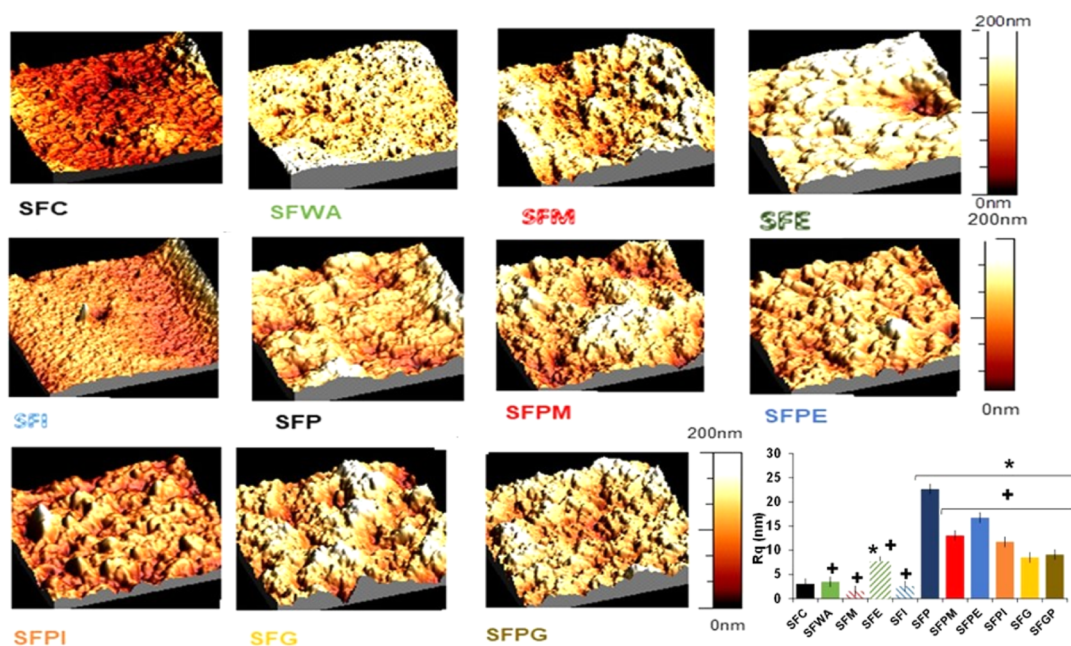 200nm
SFC
SFWA
SFM
SFE
0nm
200nm
SFI
SFP
SFPM
SFPE
0nm
200nm
0nm
SFPI
SFG
SFPG
30
25
20
15
10
5
0
Rq (nm)
*
+
+
+
* +
+
SFC
SFWA
SFM
SFE
SFI
SFP
SFPM
SFPE
SFPI
SFG
SFGP